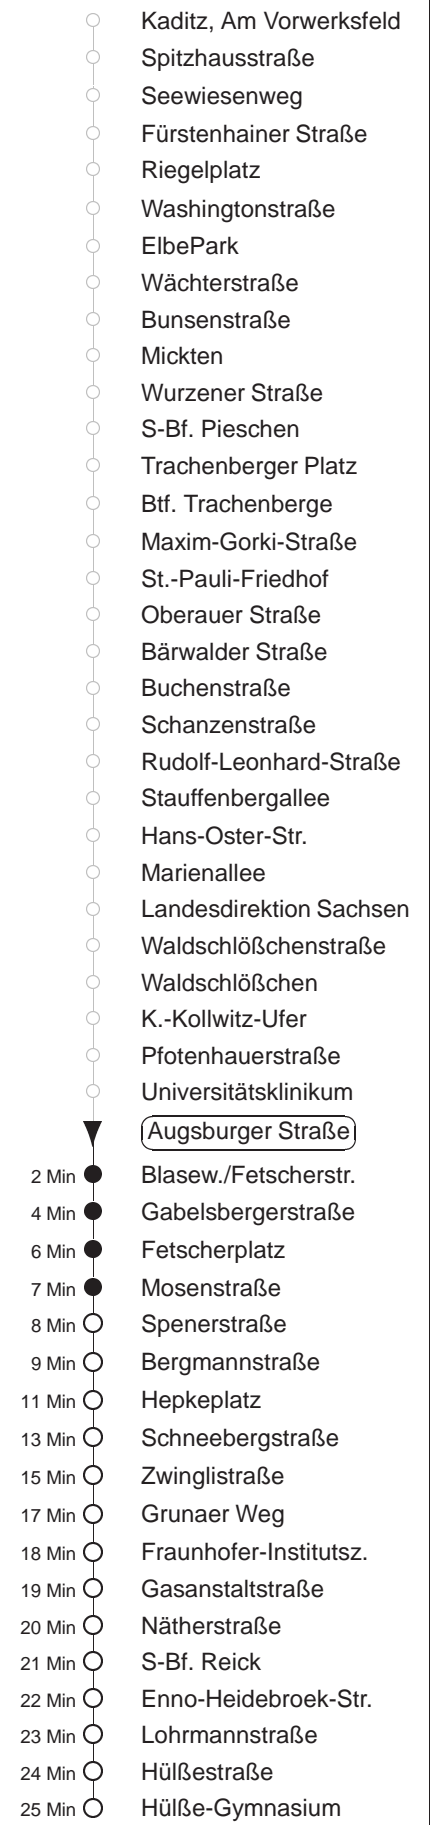 Kaditz, Am Vorwerksfeld
Spitzhausstraße
Seewiesenweg
Fürstenhainer Straße
Riegelplatz
Washingtonstraße
ElbePark
Wächterstraße
Bunsenstraße
Mickten
Wurzener Straße
S-Bf. Pieschen
Trachenberger Platz
Btf. Trachenberge
Maxim-Gorki-Straße
St.-Pauli-Friedhof
Oberauer Straße
Bärwalder Straße
Buchenstraße
Schanzenstraße
Rudolf-Leonhard-Straße
Stauffenbergallee
Hans-Oster-Str.
Marienallee
Landesdirektion Sachsen
Waldschlößchenstraße
Waldschlößchen
K.-Kollwitz-Ufer
Pfotenhauerstraße
Universitätsklinikum
Augsburger Straße
2 Min Blasew./Fetscherstr.
4 Min Gabelsbergerstraße
6 Min Fetscherplatz
7 Min Mosenstraße
8 Min Spenerstraße
9 Min Bergmannstraße
11 Min Hepkeplatz
13 Min Schneebergstraße
15 Min Zwinglistraße
17 Min Grunaer Weg
18 Min Fraunhofer-Institutsz.
19 Min Gasanstaltstraße
20 Min Nätherstraße
21 Min S-Bf. Reick
22 Min Enno-Heidebroek-Str.
23 Min Lohrmannstraße
24 Min Hülßestraße
25 Min Hülße-Gymnasium